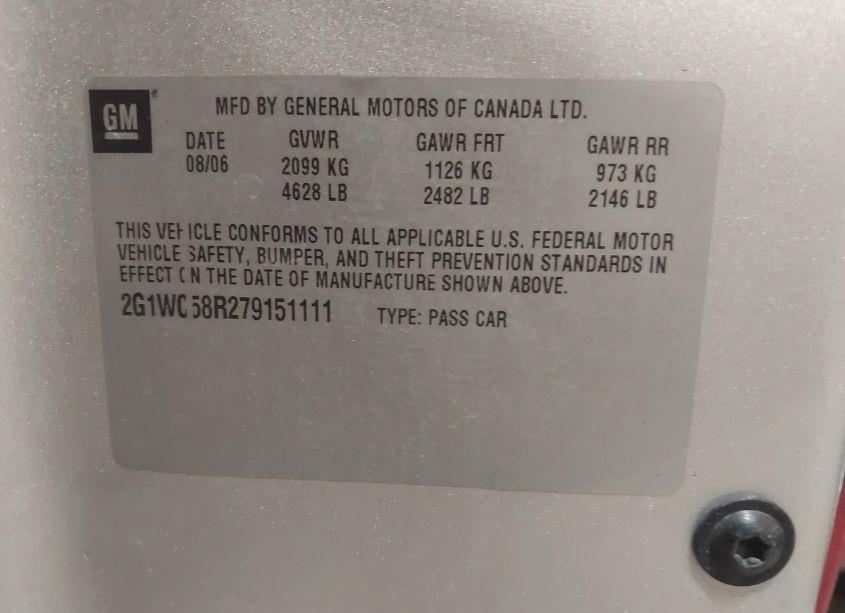 GM
MFD BY GENERAL MOTORS OF CANADA LTD.
DATE GVWR GAWR FRT GAWR RR
08/06 2099 KG 1126 KG 973 KG
4628 LB 2482 LB 2146 LB
THIS VEHICLE CONFORMS TO ALL APPLICABLE U.S. FEDERAL MOTOR
VEHICLE SAFETY, BUMPER, AND THEFT PREVENTION STANDARDS IN
EFFECT ON THE DATE OF MANUFACTURE SHOWN ABOVE.
2G1WC58R279151111 TYPE: PASS CAR